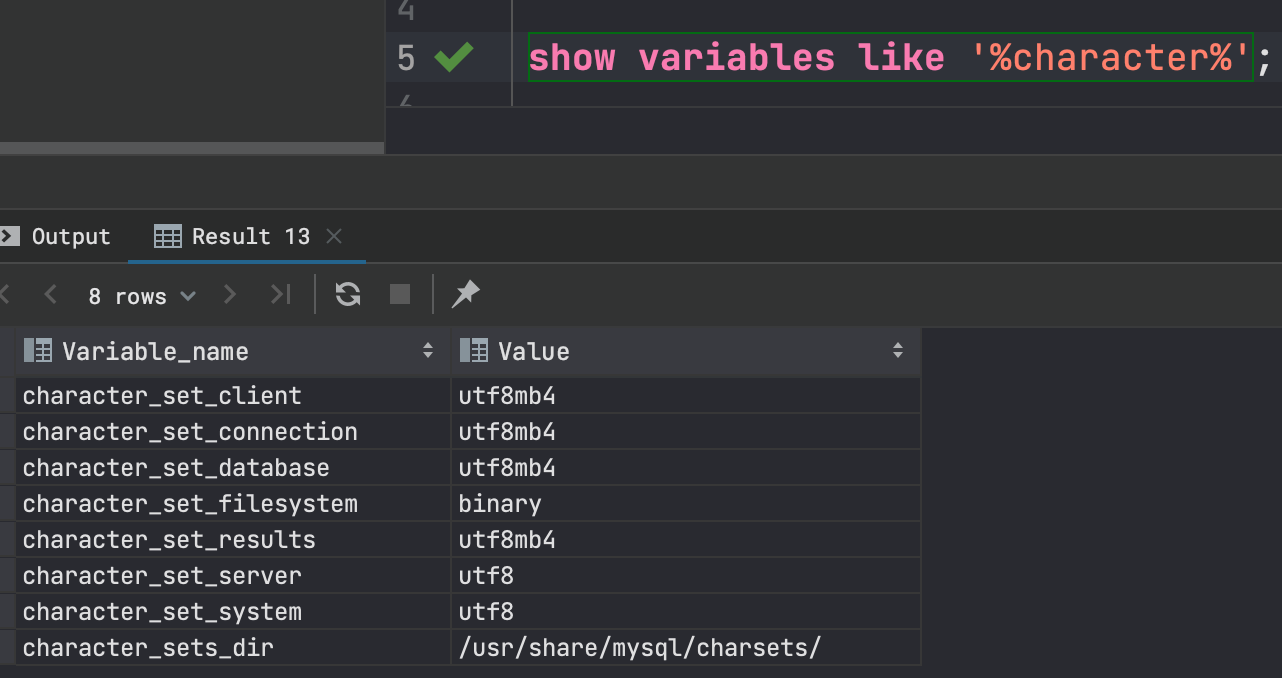 4
5 show variables like '%character%';
6
Output Result 13
8 rows
Variable_name Value
character_set_client utf8mb4
character_set_connection utf8mb4
character_set_database utf8mb4
character_set_filesystem binary
character_set_results utf8mb4
character_set_server utf8
character_set_system utf8
character_sets_dir /usr/share/mysql/charsets/